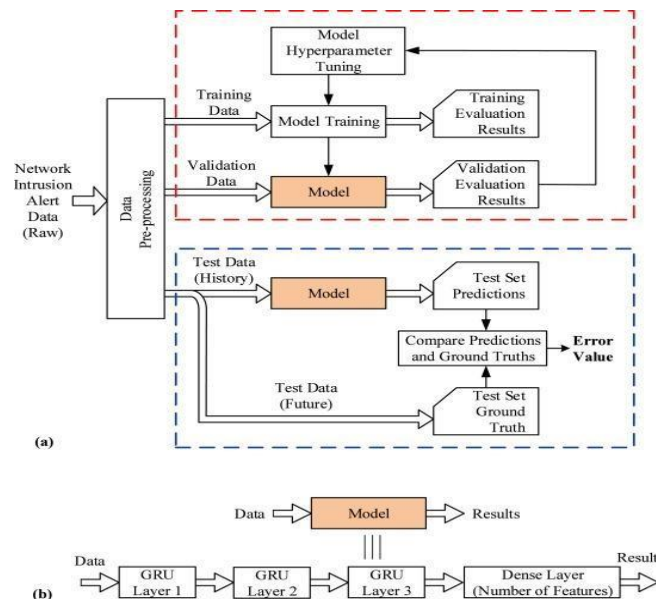 Model
Hyperparameter
Tuning
Training
Data
Model Training
Training
Evaluation
Results
Network
Intrusion
Alert
Data
(Raw)
Data
Pre-processing
Validation
Data
Model
Validation
Evaluation
Results
Test Data
(History)
Model
Test Set
Predictions
Compare Predictions
and Ground Truths
Error
Value
Test Data
(Future)
Test Set
Ground
Truth
(a)
Data
Model
Results
Data
GRU
Layer 1
GRU
Layer 2
GRU
Layer 3
Dense Layer
(Number of Features)
Result
(b)